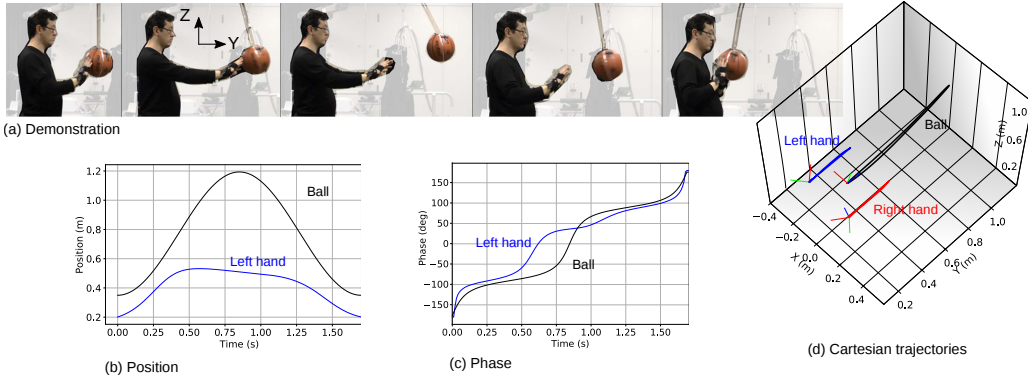 Z
Y
(a) Demonstration
1.2
1.0
0.8
0.6
0.4
0.2
Position (m)
Ball
Left hand
0.00 0.25 0.50 0.75 1.00 1.25 1.50
Time (s)
(b) Position
150
100
50
0
−50
−100
−150
Phase (deg)
Left hand
Ball
0.00 0.25 0.50 0.75 1.00 1.25 1.50
Time (s)
(c) Phase
Left hand
Ball
Right hand
1.0
0.6
0.2
Z (m)
−0.4
−0.2
0.0
0.2
0.4
X (m)
0.2
0.4
0.6
0.8
1.0
Y (m)
(d) Cartesian trajectories